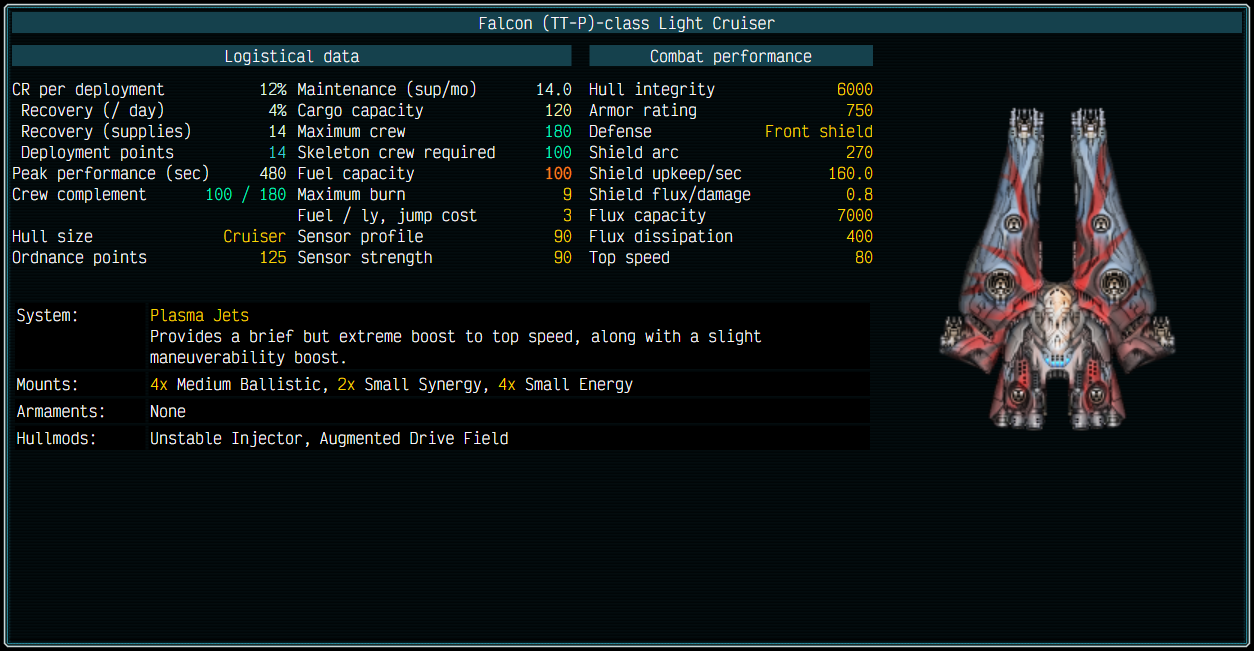 Falcon (TT-P)-class Light Cruiser
Logistical data
Combat performance
CR per deployment 12% Maintenance (sup/mo) 14.0 Hull integrity 6000
Recovery (/ day) 4% Cargo capacity 120 Armor rating 750
Recovery (supplies) 14 Maximum crew 180 Defense Front shield
Deployment points 14 Skeleton crew required 100 Shield arc 270
Peak performance (sec) 480 Fuel capacity 100 Shield upkeep/sec 160.0
Crew complement 100 / 180 Maximum burn 9 Shield flux/damage 0.8
Fuel / ly, jump cost 3 Flux capacity 7000
Hull size Cruiser Sensor profile 90 Flux dissipation 400
Ordnance points 125 Sensor strength 90 Top speed 80
System: Plasma Jets
Provides a brief but extreme boost to top speed, along with a slight
maneuverability boost.
Mounts: 4x Medium Ballistic, 2x Small Synergy, 4x Small Energy
Armaments: None
Hullmods: Unstable Injector, Augmented Drive Field